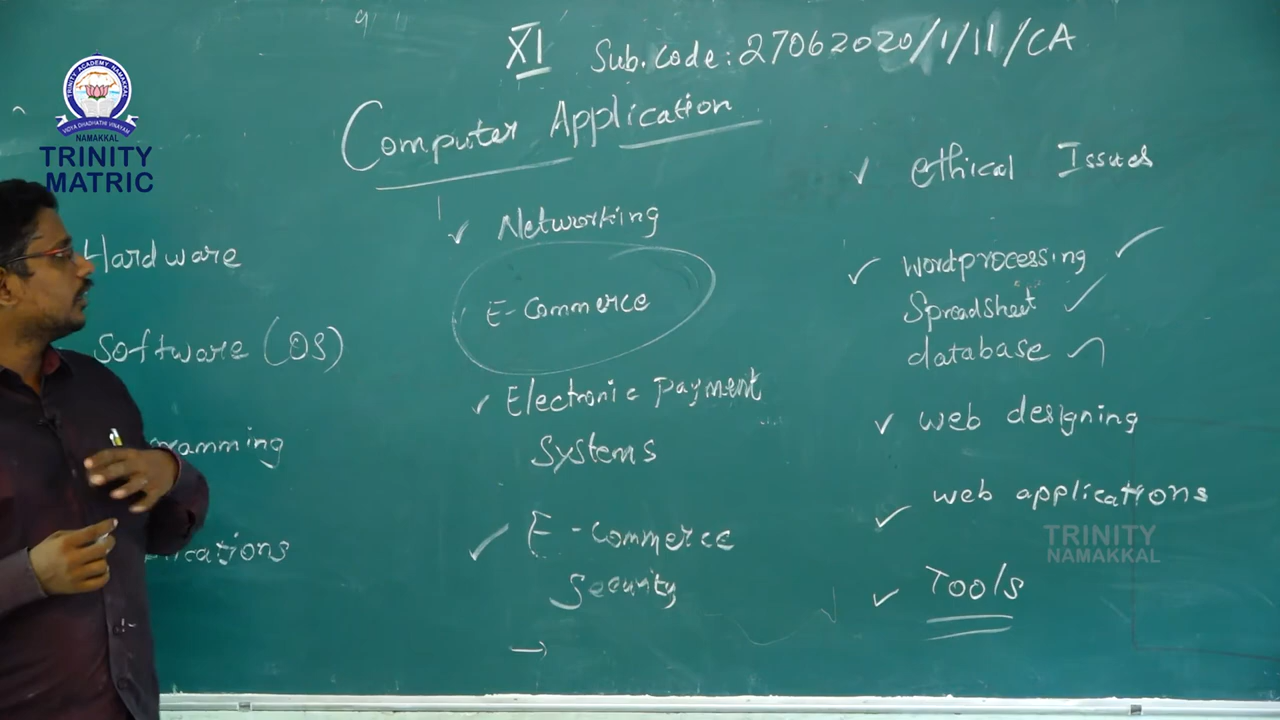 XI Sub.Code: 27062020/1/11/CA
Computer Application
TRINITY ACADEMY NAMAKKAL
VIDYA DHADHATHI VINAYAM
NAMAKKAL
TRINITY
MATRIC
Hardware
Software (OS)
ramming
plications
Networking
E-Commerce
Electronic payment
Systems
E-Commerce
Security
→
ethical Issues
wordprocessing
Spreadsheet
database
web designing
web applications
Tools
TRINITY
NAMAKKAL